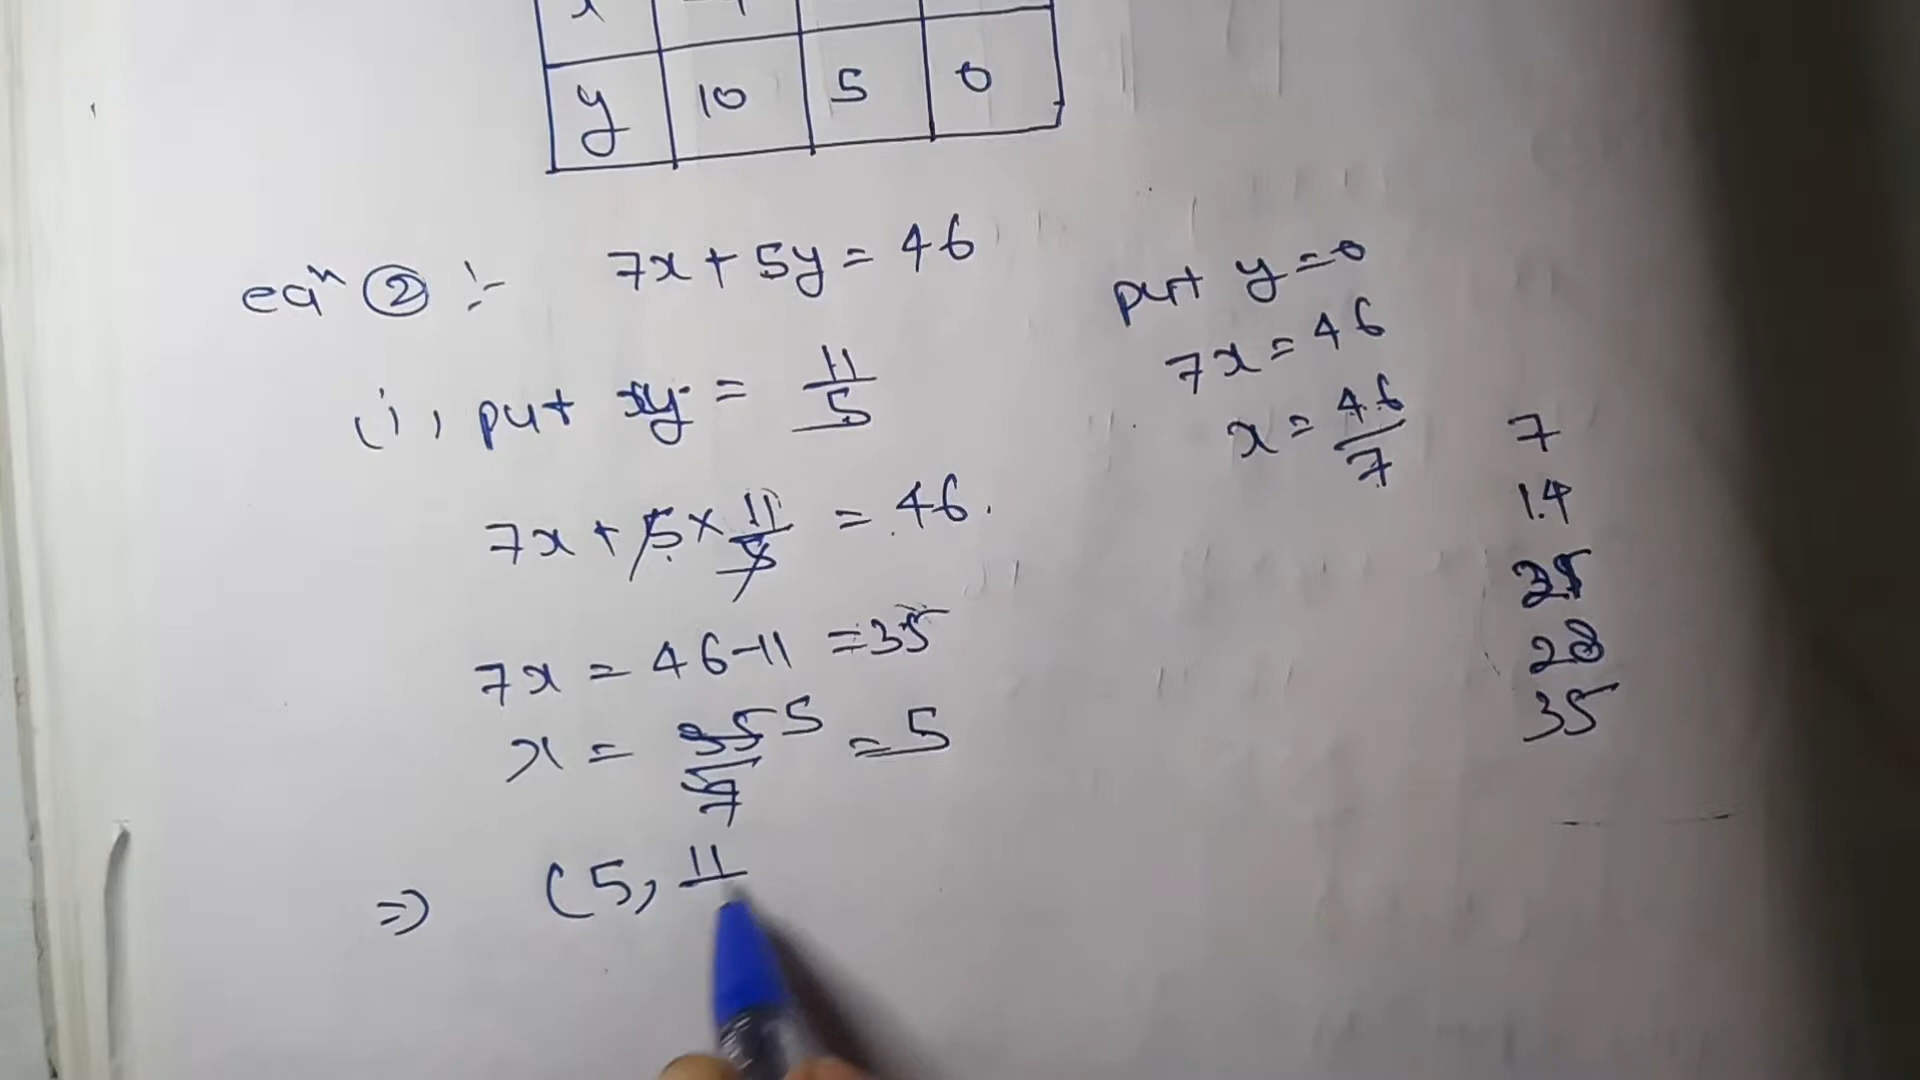 x
y 10 5 0
eqⁿ ② :- 7x + 5y = 46
(i) put y = 11/5
7x + 5 × 11/5 = 46.
7x = 46 - 11 = 35
x = 35/7 5 = 5
⇒ (5, 11
put y = 0
7x = 46
x = 46/7
7
14
21
28
35